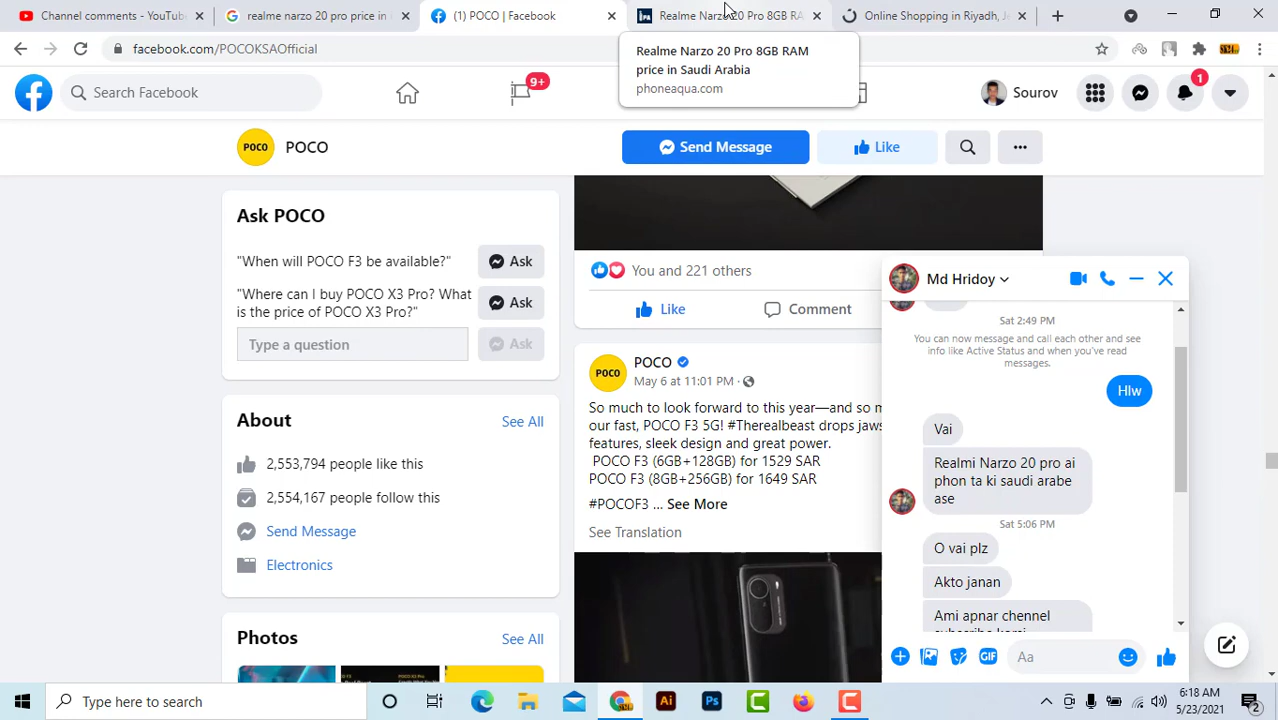 Channel comments - YouTube
realme narzo 20 pro price in
(1) POCO | Facebook
Realme Narzo 20 Pro 8GB RA
Online Shopping in Riyadh, Je
facebook.com/POCOKSAOfficial
Realme Narzo 20 Pro 8GB RAM
price in Saudi Arabia
phoneaqua.com
Search Facebook
9+
Sourov
1
POCO
POCO
Send Message
Like
Ask POCO
"When will POCO F3 be available?"
Ask
"Where can I buy POCO X3 Pro? What
is the price of POCO X3 Pro?"
Ask
Type a question
Ask
About
See All
2,553,794 people like this
2,554,167 people follow this
Send Message
Electronics
Photos
See All
You and 221 others
Like
Comment
POCO
POCO
May 6 at 11:01 PM ·
So much to look forward to this year—and so m
our fast, POCO F3 5G! #Therealbeast drops jaws
features, sleek design and great power.
POCO F3 (6GB+128GB) for 1529 SAR
POCO F3 (8GB+256GB) for 1649 SAR
#POCOF3 ... See More
See Translation
Md Hridoy
Sat 2:49 PM
You can now message and call each other and see
info like Active Status and when you've read
messages.
Hlw
Vai
Realmi Narzo 20 pro ai
phon ta ki saudi arabe
ase
Sat 5:06 PM
O vai plz
Akto janan
Ami apnar chennel
GIF
Aa
Type here to search
Ai
Ps
6:18 AM
5/23/2021
2